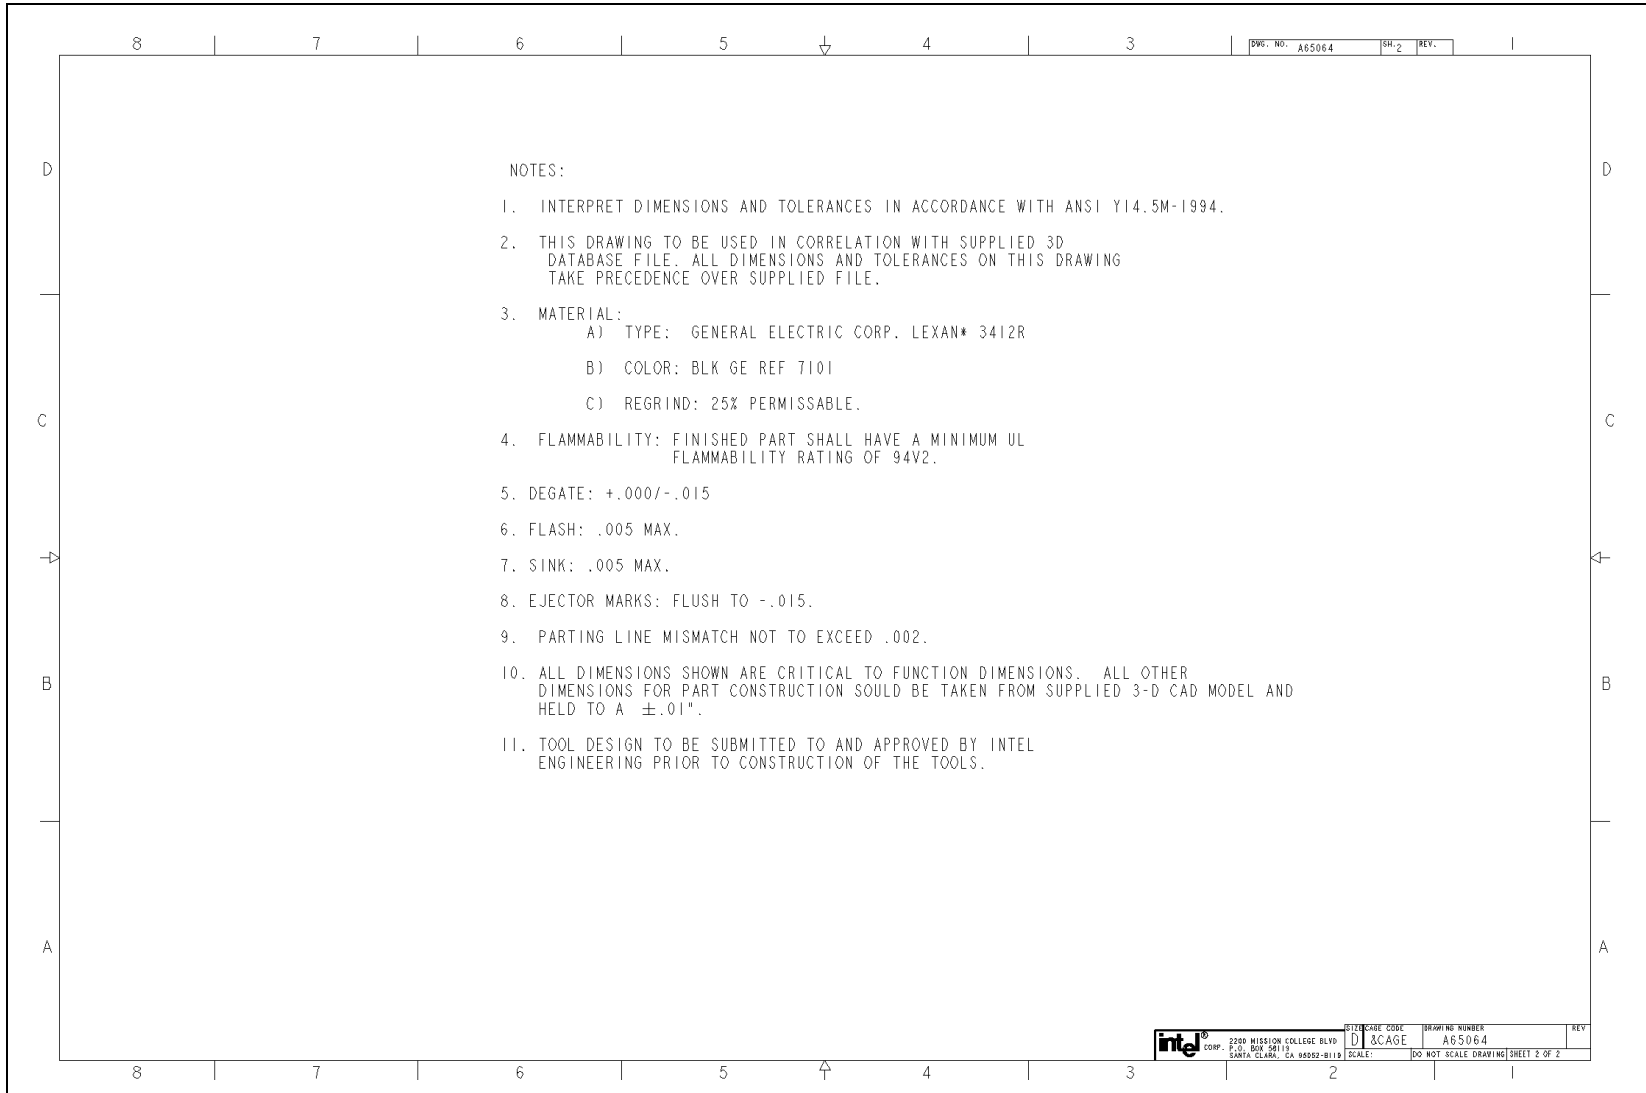 8 7 6 5 4 3 DWG. NO. A65064 SH. 2 REV. 1
D D
NOTES:
1. INTERPRET DIMENSIONS AND TOLERANCES IN ACCORDANCE WITH ANSI Y14.5M-1994.
2. THIS DRAWING TO BE USED IN CORRELATION WITH SUPPLIED 3D
DATABASE FILE. ALL DIMENSIONS AND TOLERANCES ON THIS DRAWING
TAKE PRECEDENCE OVER SUPPLIED FILE.
3. MATERIAL:
A) TYPE: GENERAL ELECTRIC CORP. LEXAN* 3412R
B) COLOR: BLK GE REF 7101
C) REGRIND: 25% PERMISSABLE.
C C
4. FLAMMABILITY: FINISHED PART SHALL HAVE A MINIMUM UL
FLAMMABILITY RATING OF 94V2.
5. DEGATE: +.000/-.015
6. FLASH: .005 MAX.
7. SINK: .005 MAX.
8. EJECTOR MARKS: FLUSH TO -.015.
9. PARTING LINE MISMATCH NOT TO EXCEED .002.
10. ALL DIMENSIONS SHOWN ARE CRITICAL TO FUNCTION DIMENSIONS. ALL OTHER
B B
DIMENSIONS FOR PART CONSTRUCTION SOULD BE TAKEN FROM SUPPLIED 3-D CAD MODEL AND
HELD TO A ±.01".
11. TOOL DESIGN TO BE SUBMITTED TO AND APPROVED BY INTEL
ENGINEERING PRIOR TO CONSTRUCTION OF THE TOOLS.
A A
intel® CORP.
2200 MISSION COLLEGE BLVD
P.O. BOX 58119
SANTA CLARA, CA 95052-8119
SIZE CAGE CODE DRAWING NUMBER REV
D &CAGE A65064
SCALE: DO NOT SCALE DRAWING SHEET 2 OF 2
8 7 6 5 4 3 2 1